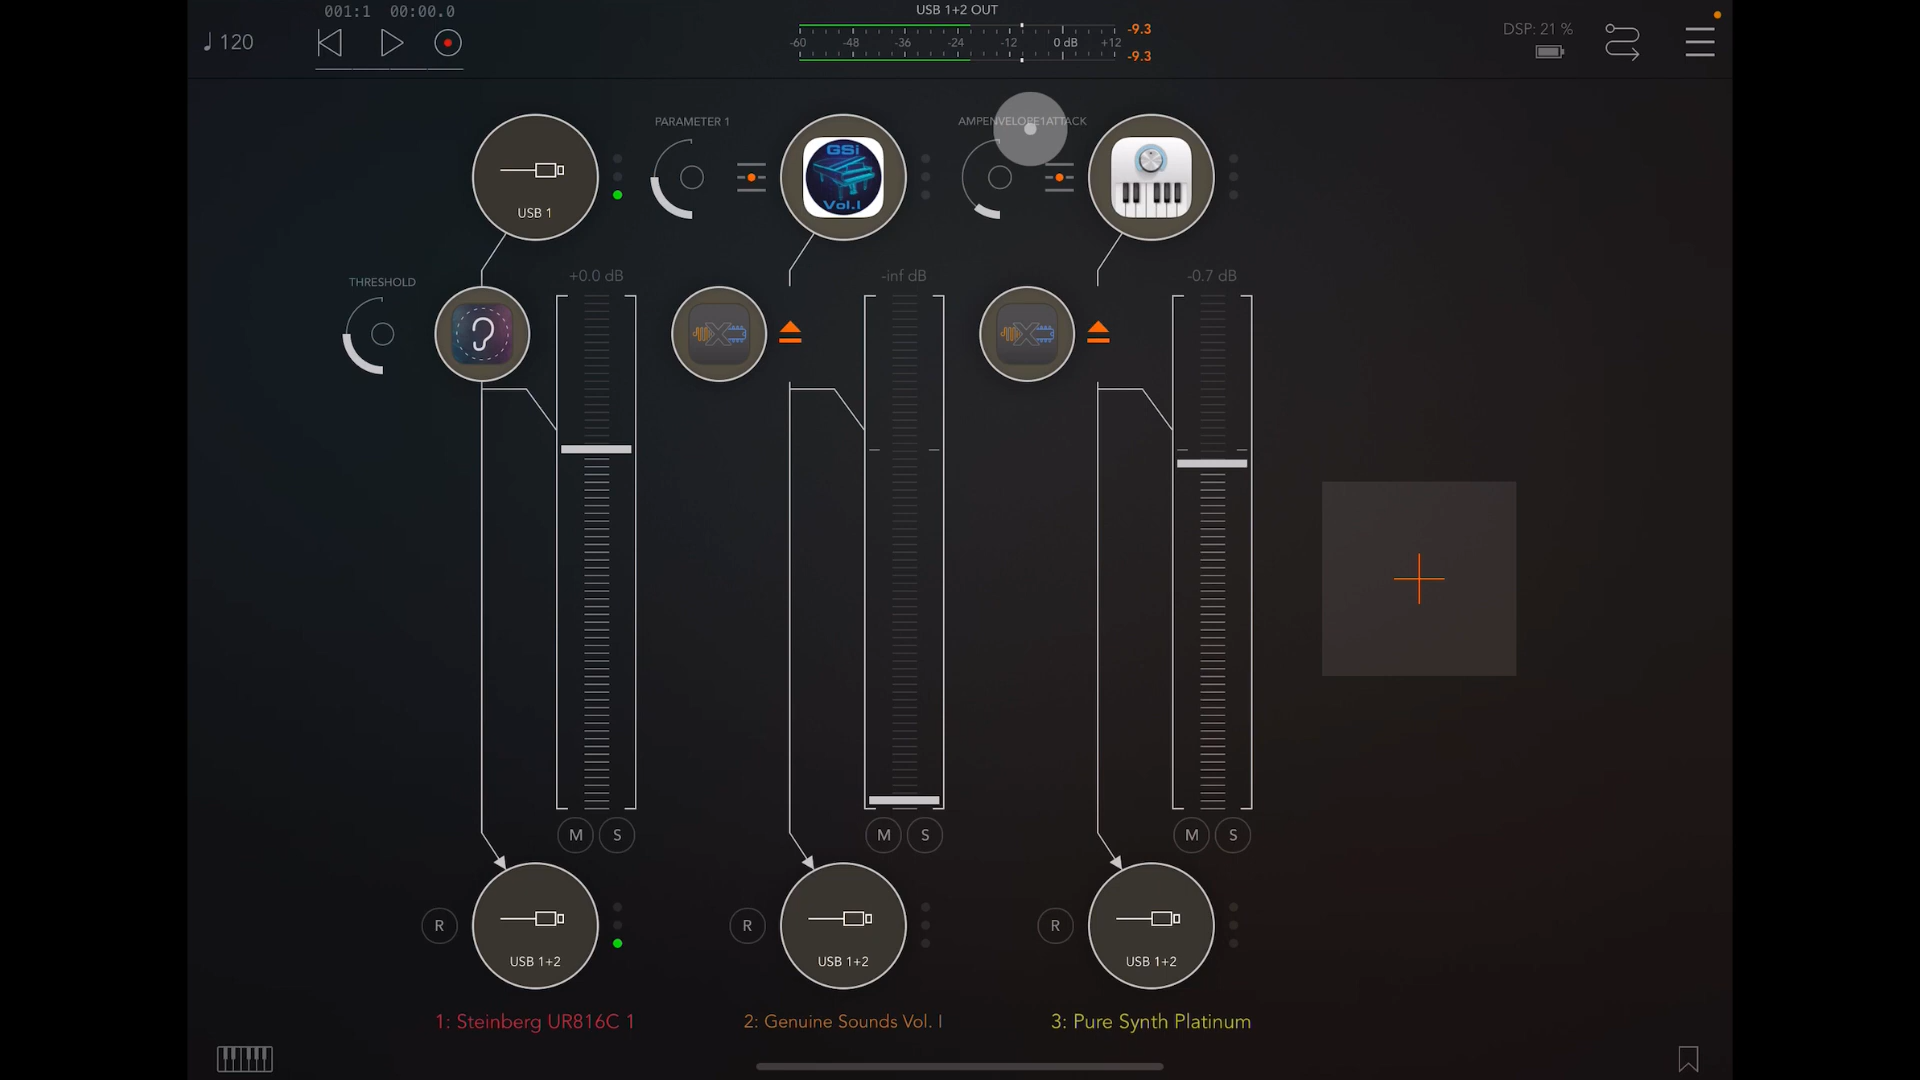 001:1 00:00.0
USB 1+2 OUT
120
-60 -48 -36 -24 -12 0 dB +12
-9.3
-9.3
DSP: 21 %
PARAMETER 1
AMPENVELOPE1ATTACK
GSi
Vol.I
USB 1
THRESHOLD
+0.0 dB
-inf dB
-0.7 dB
X
X
M S
M S
M S
R
R
R
USB 1+2
USB 1+2
USB 1+2
1: Steinberg UR816C 1
2: Genuine Sounds Vol. I
3: Pure Synth Platinum